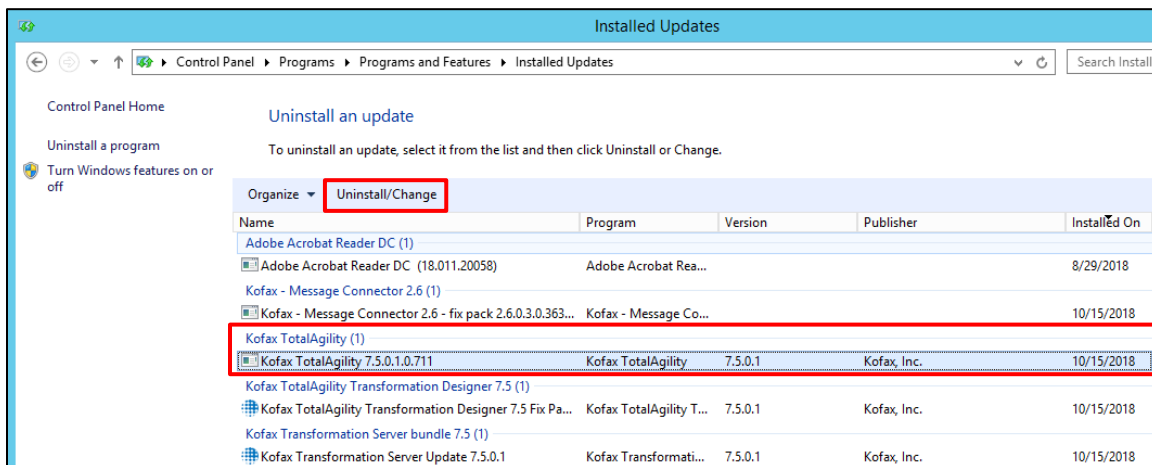 Installed Updates
Control Panel Programs Programs and Features Installed Updates
Search Install
Control Panel Home
Uninstall a program
Turn Windows features on or
off
Uninstall an update
To uninstall an update, select it from the list and then click Uninstall or Change.
Organize Uninstall/Change
Name Program Version Publisher Installed On
Adobe Acrobat Reader DC (1)
Adobe Acrobat Reader DC (18.011.20058) Adobe Acrobat Rea... 8/29/2018
Kofax - Message Connector 2.6 (1)
Kofax - Message Connector 2.6 - fix pack 2.6.0.3.0.363... Kofax - Message Co... 10/15/2018
Kofax TotalAgility (1)
Kofax TotalAgility 7.5.0.1.0.711 Kofax TotalAgility 7.5.0.1 Kofax, Inc. 10/15/2018
Kofax TotalAgility Transformation Designer 7.5 (1)
Kofax TotalAgility Transformation Designer 7.5 Fix Pa... Kofax TotalAgility T... 7.5.0.1 Kofax, Inc. 10/15/2018
Kofax Transformation Server bundle 7.5 (1)
Kofax Transformation Server Update 7.5.0.1 Kofax Transformati... 7.5.0.1 Kofax, Inc. 10/15/2018